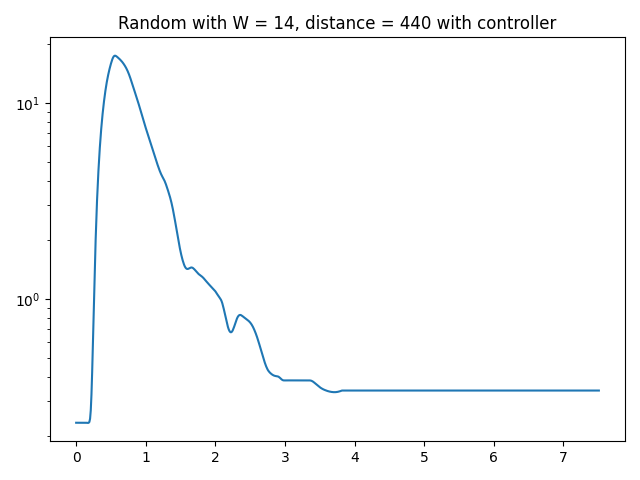 Random with W = 14, distance = 440 with controller
10¹
10⁰
0 1 2 3 4 5 6 7